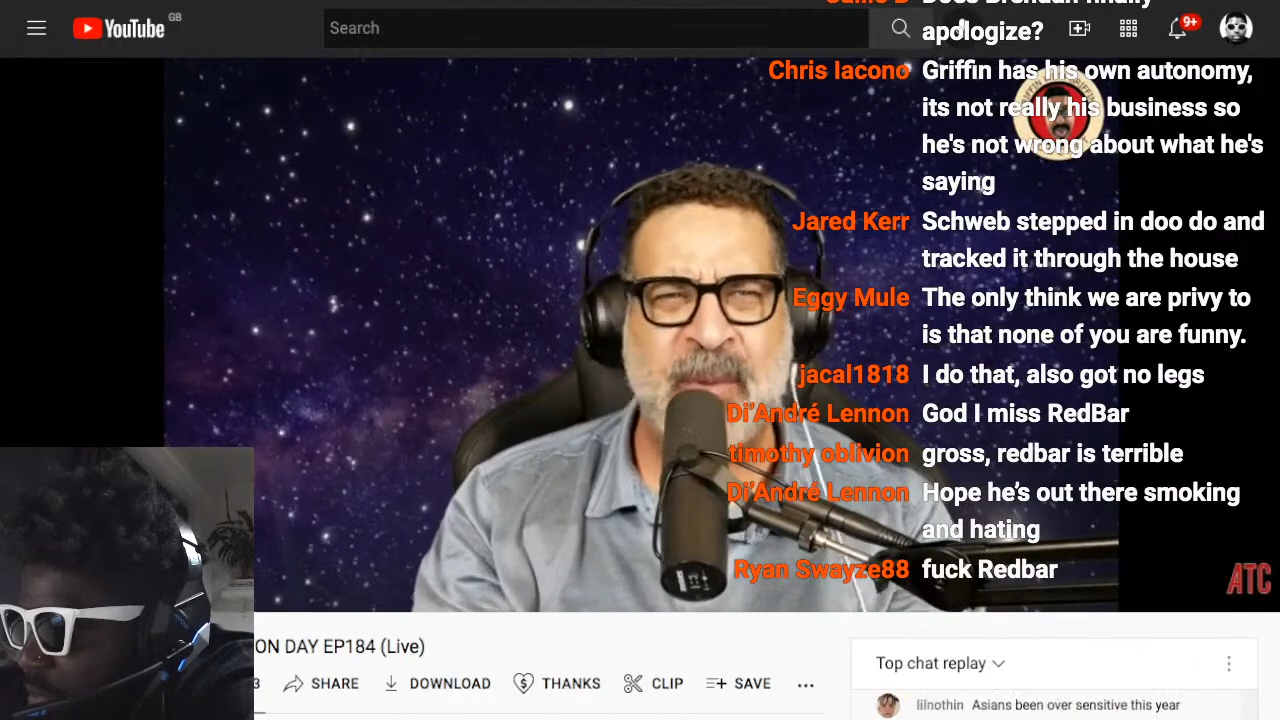 YouTube
GB
Search
9+
apologize?
Chris Iacono Griffin has his own autonomy,
its not really his business so
he's not wrong about what he's
saying
Jared Kerr Schweb stepped in doo do and
tracked it through the house
Eggy Mule The only think we are privy to
is that none of you are funny.
jacal1818 I do that, also got no legs
Di'André Lennon God I miss RedBar
timothy oblivion gross, redbar is terrible
Di'André Lennon Hope he's out there smoking
and hating
Ryan Swayze88 fuck Redbar
ATC
ON DAY EP184 (Live)
3 SHARE DOWNLOAD THANKS CLIP SAVE
Top chat replay
lilnothin Asians been over sensitive this year